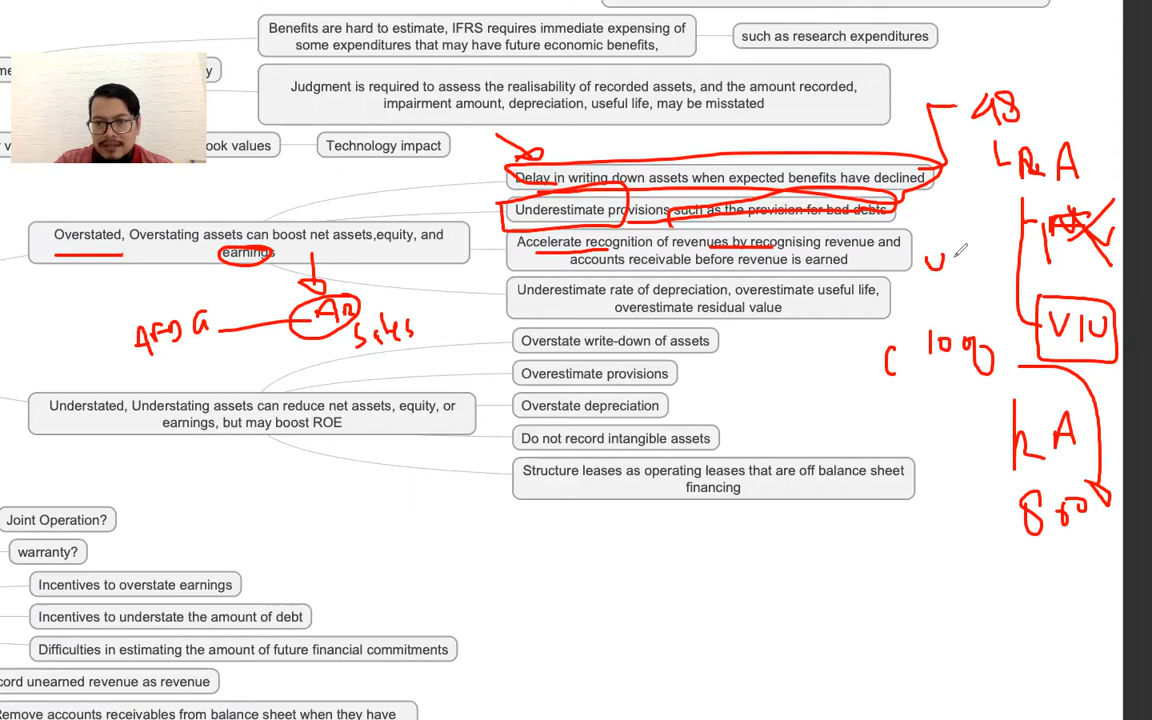 Benefits are hard to estimate, IFRS requires immediate expensing of
some expenditures that may have future economic benefits,
such as research expenditures
Judgment is required to assess the realisability of recorded assets, and the amount recorded,
impairment amount, depreciation, useful life, may be misstated
ook values
Technology impact
Delay in writing down assets when expected benefits have declined
Underestimate provisions such as the provision for bad debts
Overstated, Overstating assets can boost net assets,equity, and
earnings
Accelerate recognition of revenues by recognising revenue and
accounts receivable before revenue is earned
Underestimate rate of depreciation, overestimate useful life,
overestimate residual value
Sales
V/U
Overstate write-down of assets
Overestimate provisions
Understated, Understating assets can reduce net assets, equity, or
earnings, but may boost ROE
Overstate depreciation
Do not record intangible assets
Structure leases as operating leases that are off balance sheet
financing
Joint Operation?
warranty?
Incentives to overstate earnings
Incentives to understate the amount of debt
Difficulties in estimating the amount of future financial commitments
cord unearned revenue as revenue
Remove accounts receivables from balance sheet when they have